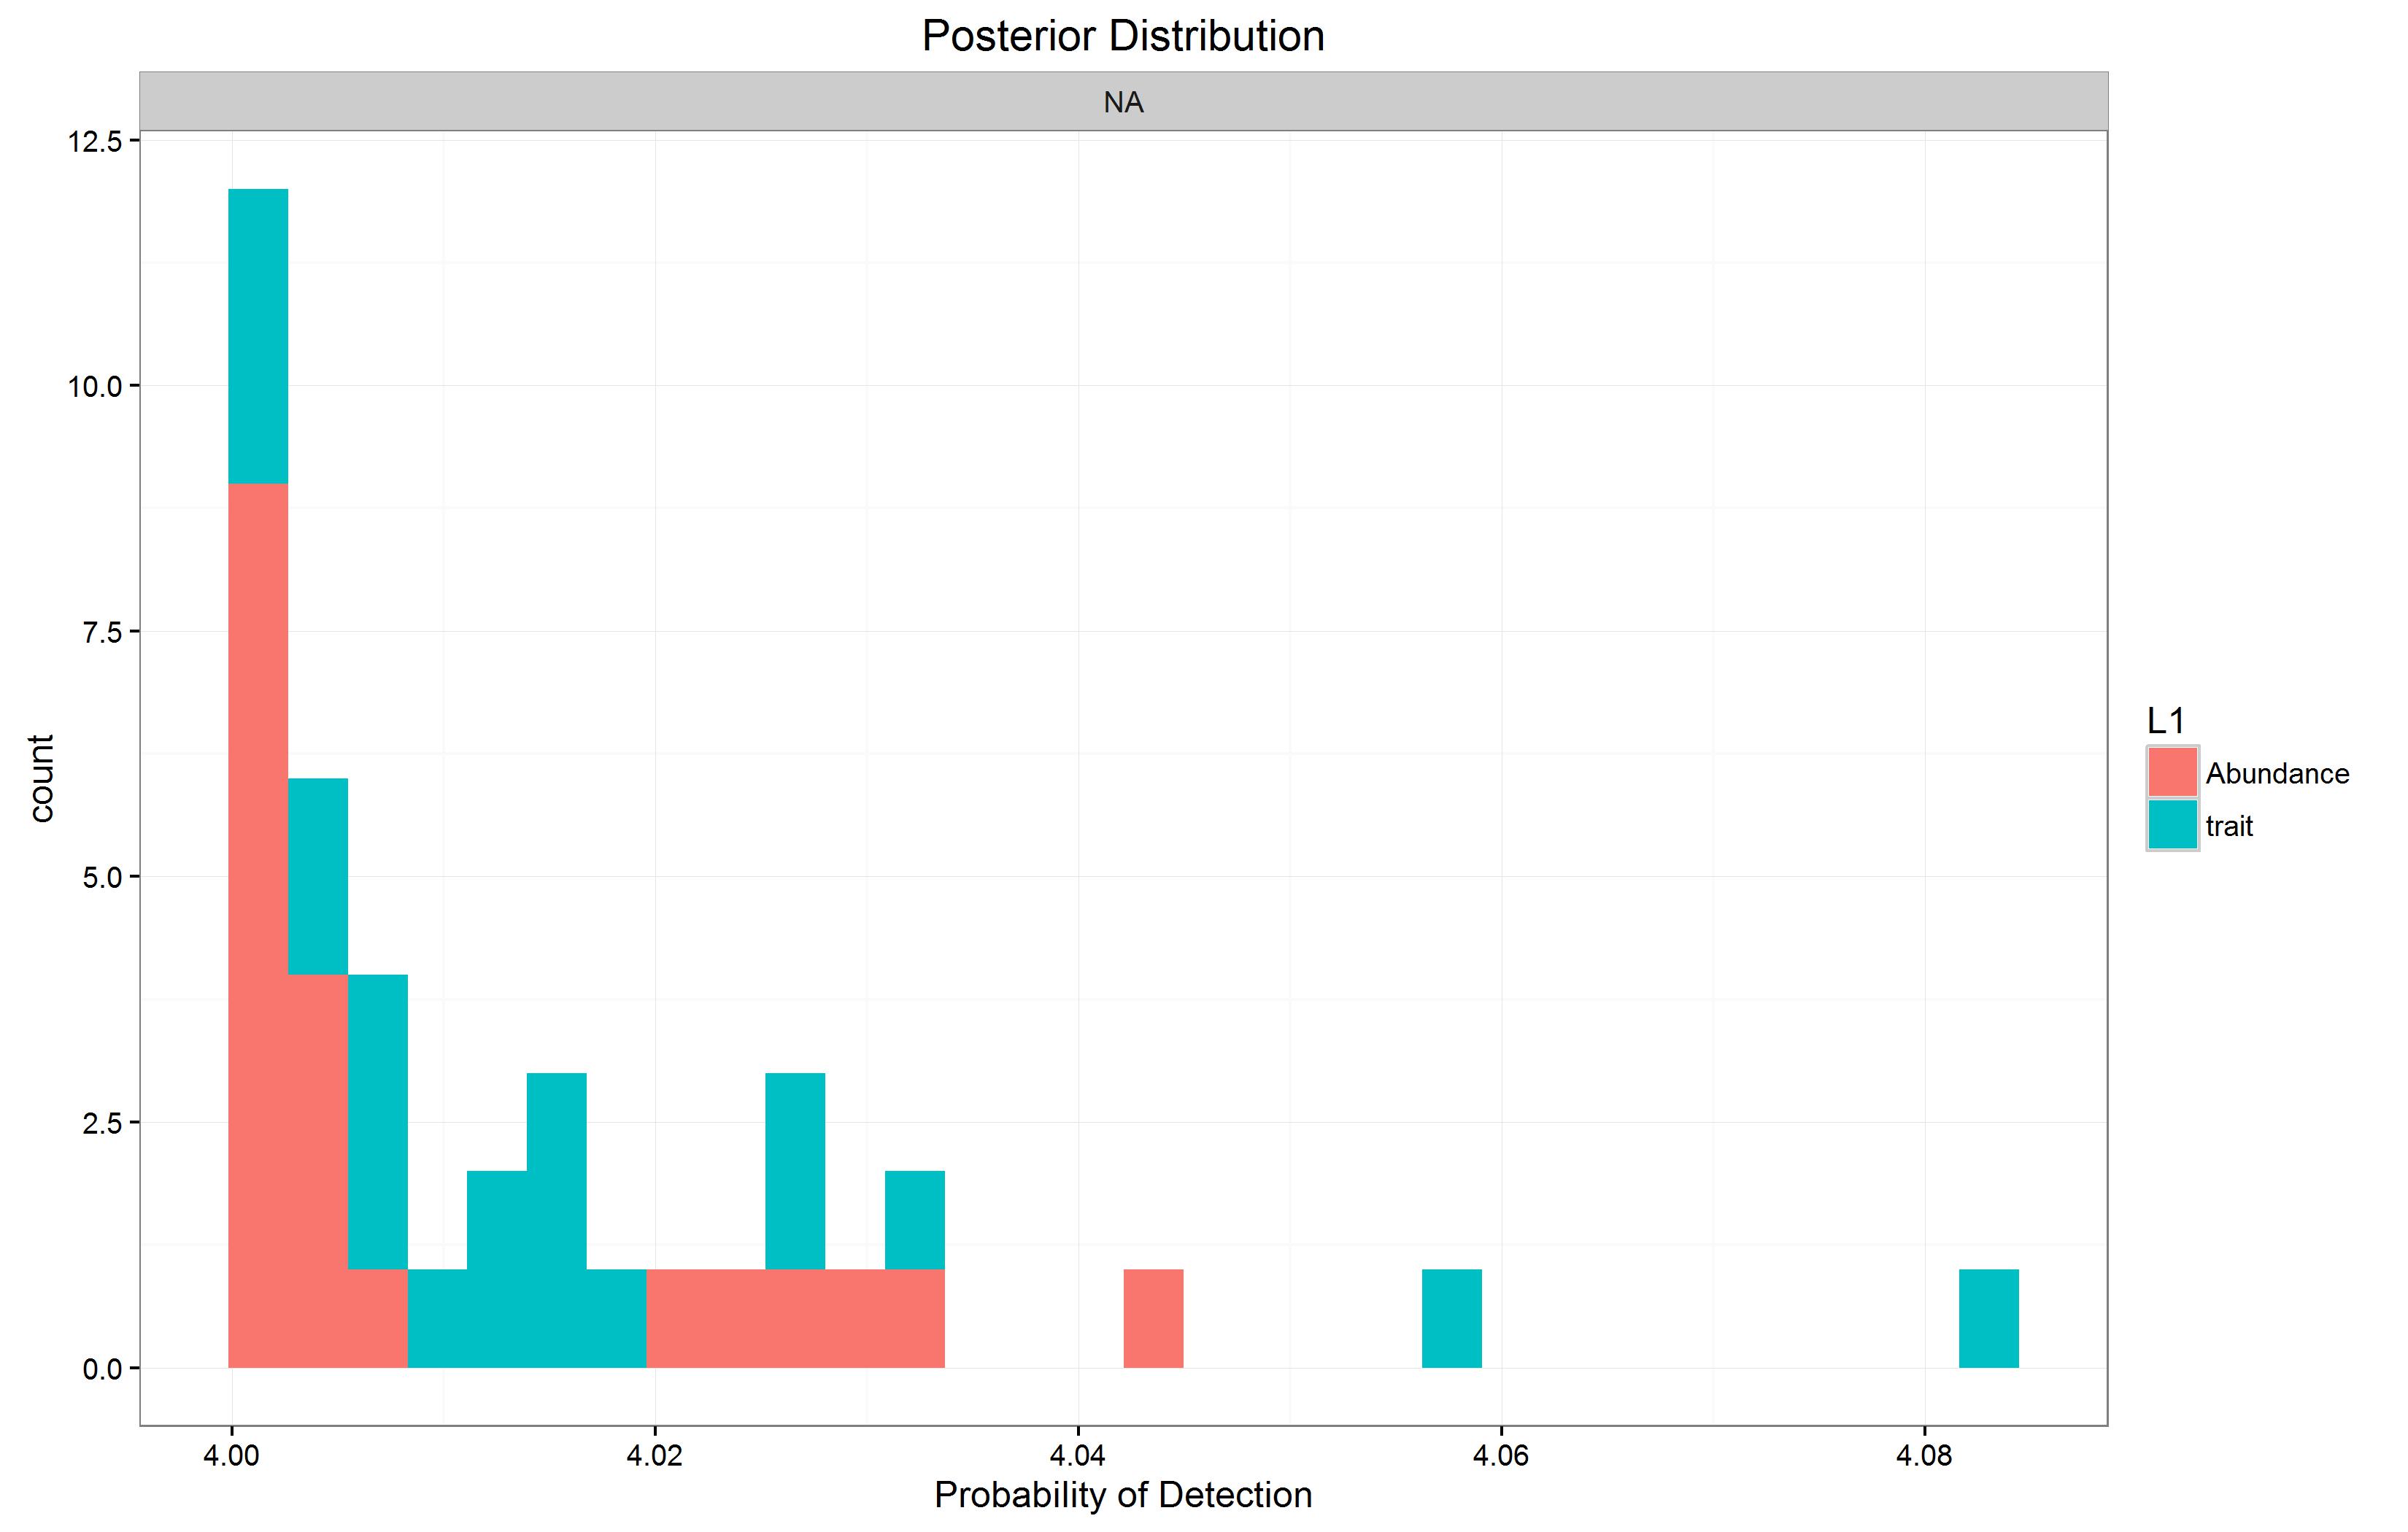 Posterior Distribution
NA
12.5
10.0
7.5
5.0
2.5
0.0
count
4.00 4.02 4.04 4.06 4.08
Probability of Detection
L1
Abundance
trait